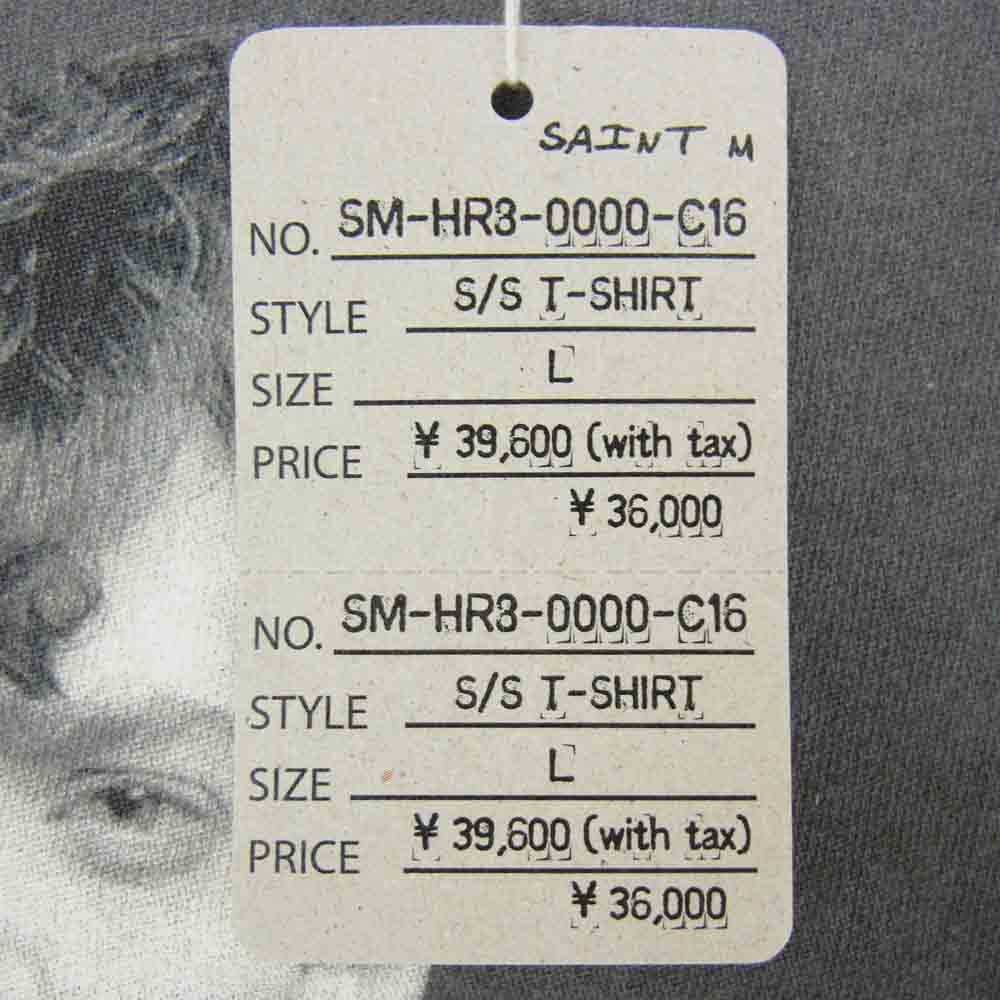 SAINT M
NO. SM-HR3-0000-C16
STYLE S/S T-SHIRT
SIZE L
PRICE ¥ 39,600 (with tax)
¥ 36,000
NO. SM-HR3-0000-C16
STYLE S/S T-SHIRT
SIZE L
PRICE ¥ 39,600 (with tax)
¥ 36,000